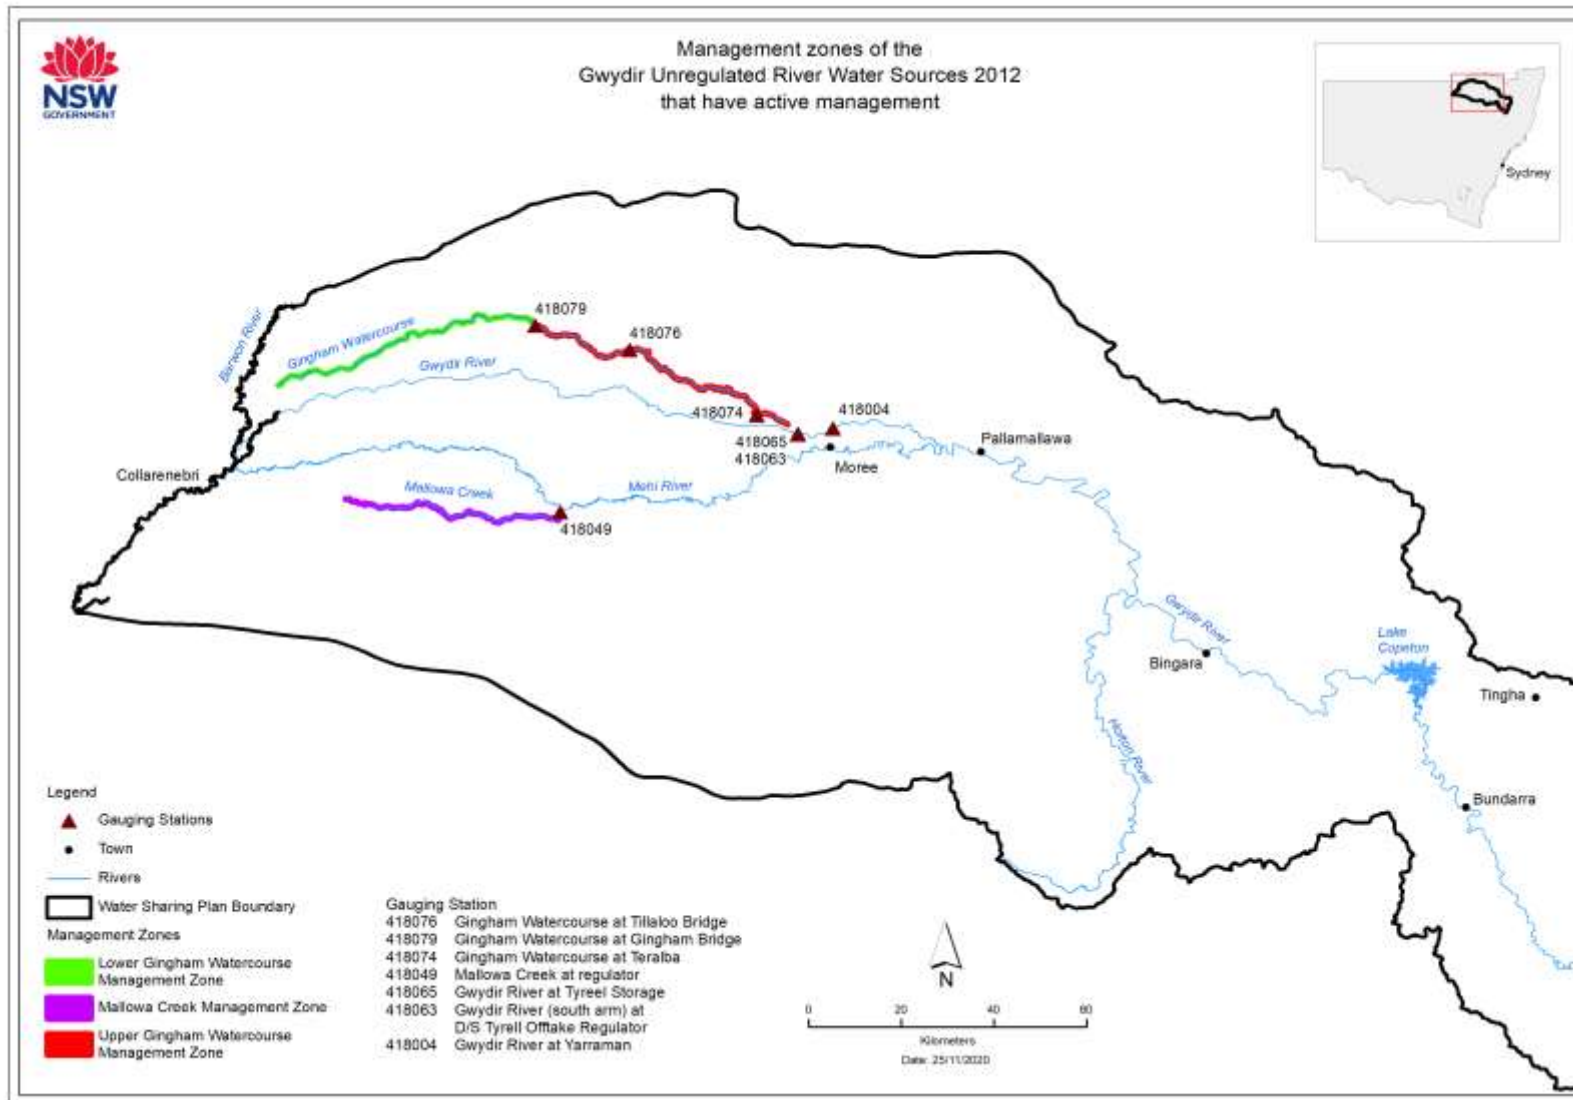 NSW
GOVERNMENT
Management zones of the
Gwydir Unregulated River Water Sources 2012
that have active management
Sydney
Barwon River
Gingham Watercourse
418079
418076
Gwydir River
418074
418004
418065
418063
Moree
Pallamallawa
Collarenebri
Mallowa Creek
Mehi River
418049
Gwydir River
Bingara
Lake
Copeton
Tingha
Horton River
Bundarra
Legend
Gauging Stations
Town
Rivers
Water Sharing Plan Boundary
Management Zones
Lower Gingham Watercourse
Management Zone
Mallowa Creek Management Zone
Upper Gingham Watercourse
Management Zone
Gauging Station
418076 Gingham Watercourse at Tillaloo Bridge
418079 Gingham Watercourse at Gingham Bridge
418074 Gingham Watercourse at Teralba
418049 Mallowa Creek at regulator
418065 Gwydir River at Tyreel Storage
418063 Gwydir River (south arm) at
D/S Tyrell Offtake Regulator
418004 Gwydir River at Yarraman
N
0 20 40 60
Kilometers
Date: 25/11/2020